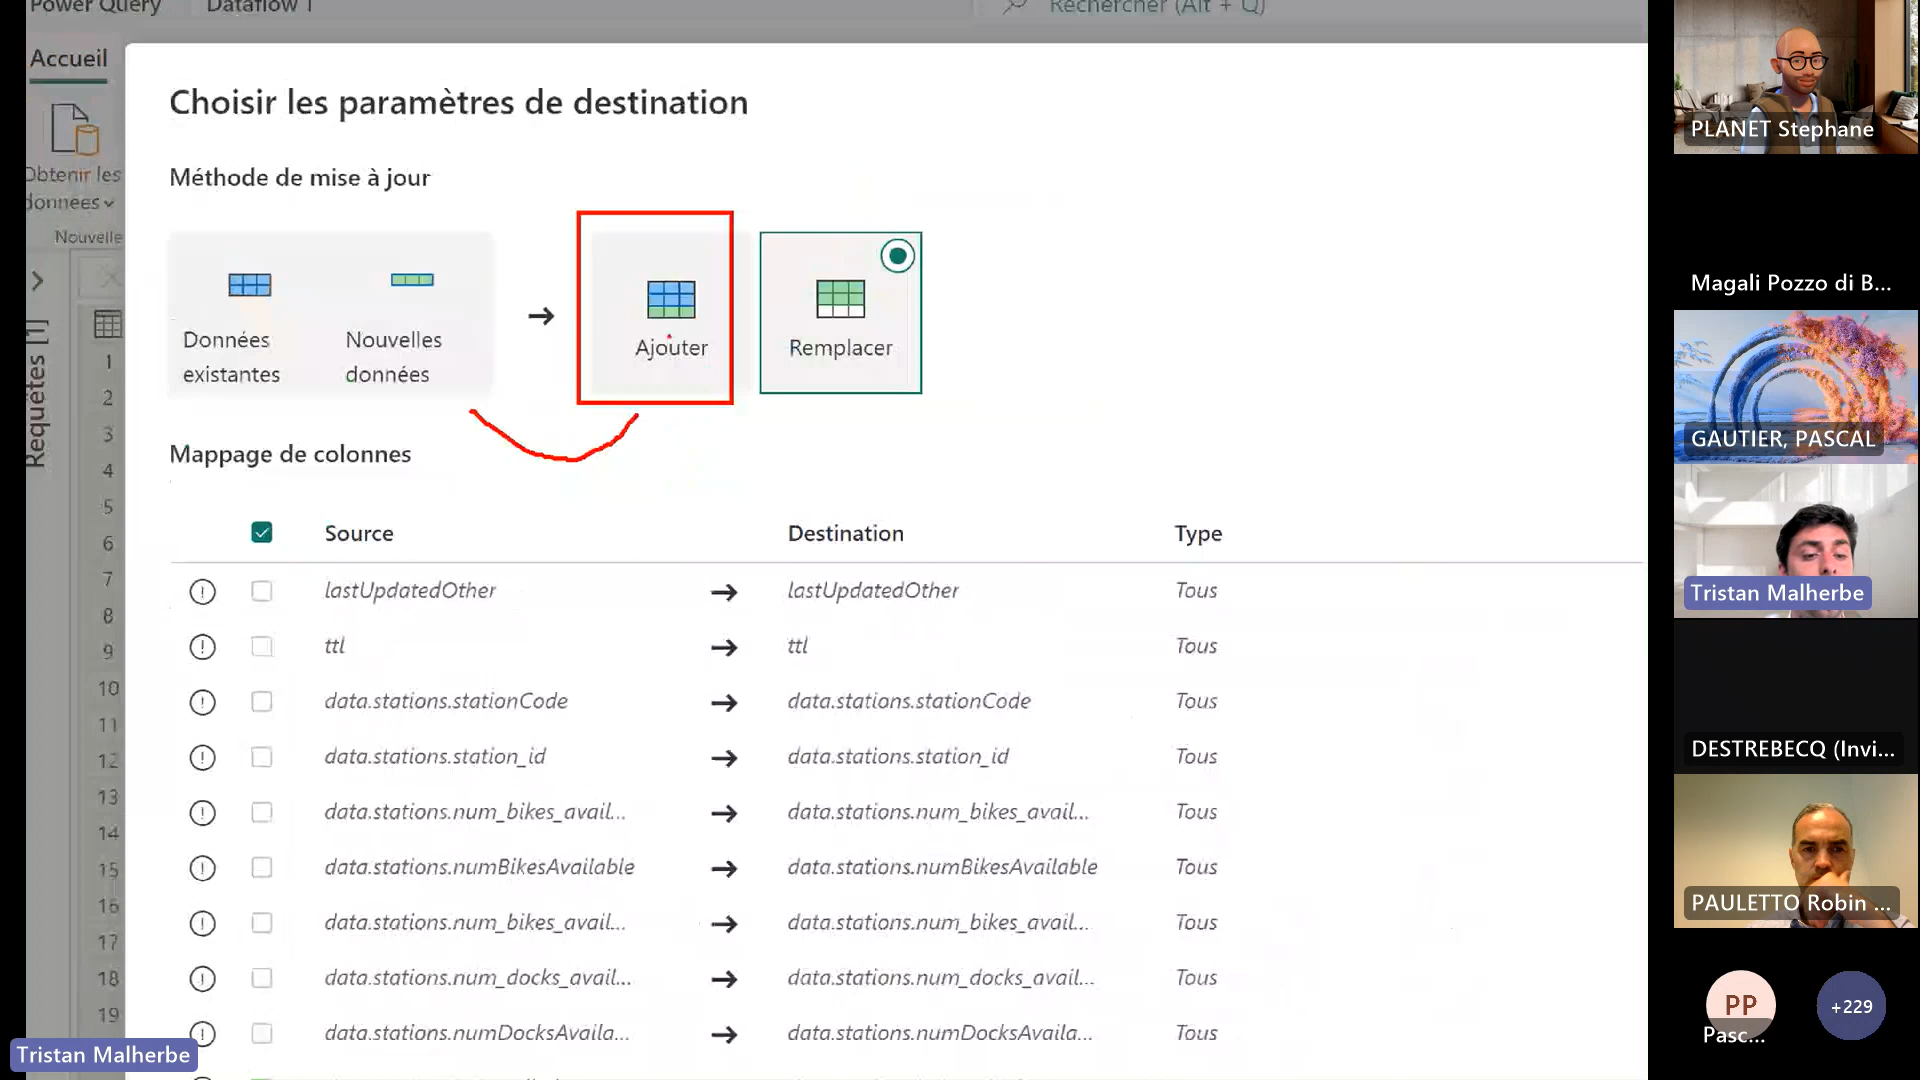 Power Query
Dataflow 1
Rechercher (Alt + Q)
Accueil
Obtenir les
données
Nouvelle
Requêtes [1]
1
2
3
4
5
6
7
8
9
10
11
12
13
14
15
16
17
18
19
Choisir les paramètres de destination
Méthode de mise à jour
Données
existantes
Nouvelles
données
Ajouter
Remplacer
Mappage de colonnes
Source Destination Type
lastUpdatedOther lastUpdatedOther Tous
ttl ttl Tous
data.stations.stationCode data.stations.stationCode Tous
data.stations.station_id data.stations.station_id Tous
data.stations.num_bikes_avail... data.stations.num_bikes_avail... Tous
data.stations.numBikesAvailable data.stations.numBikesAvailable Tous
data.stations.num_bikes_avail... data.stations.num_bikes_avail... Tous
data.stations.num_docks_avail... data.stations.num_docks_avail... Tous
data.stations.numDocksAvaila... data.stations.numDocksAvaila... Tous
Tristan Malherbe
PLANET Stephane
Magali Pozzo di B...
GAUTIER, PASCAL
Tristan Malherbe
DESTREBECQ (Invi...
PAULETTO Robin ...
PP
Pasc...
+229